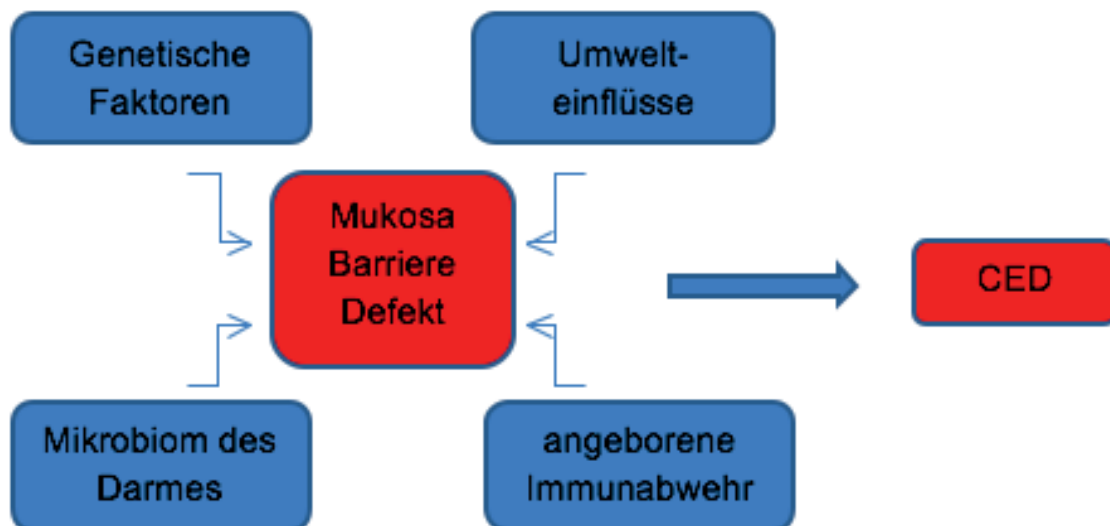 Genetische
Faktoren
Umwelt-
einflüsse
Mukosa
Barriere
Defekt
CED
Mikrobiom des
Darmes
angeborene
Immunabwehr